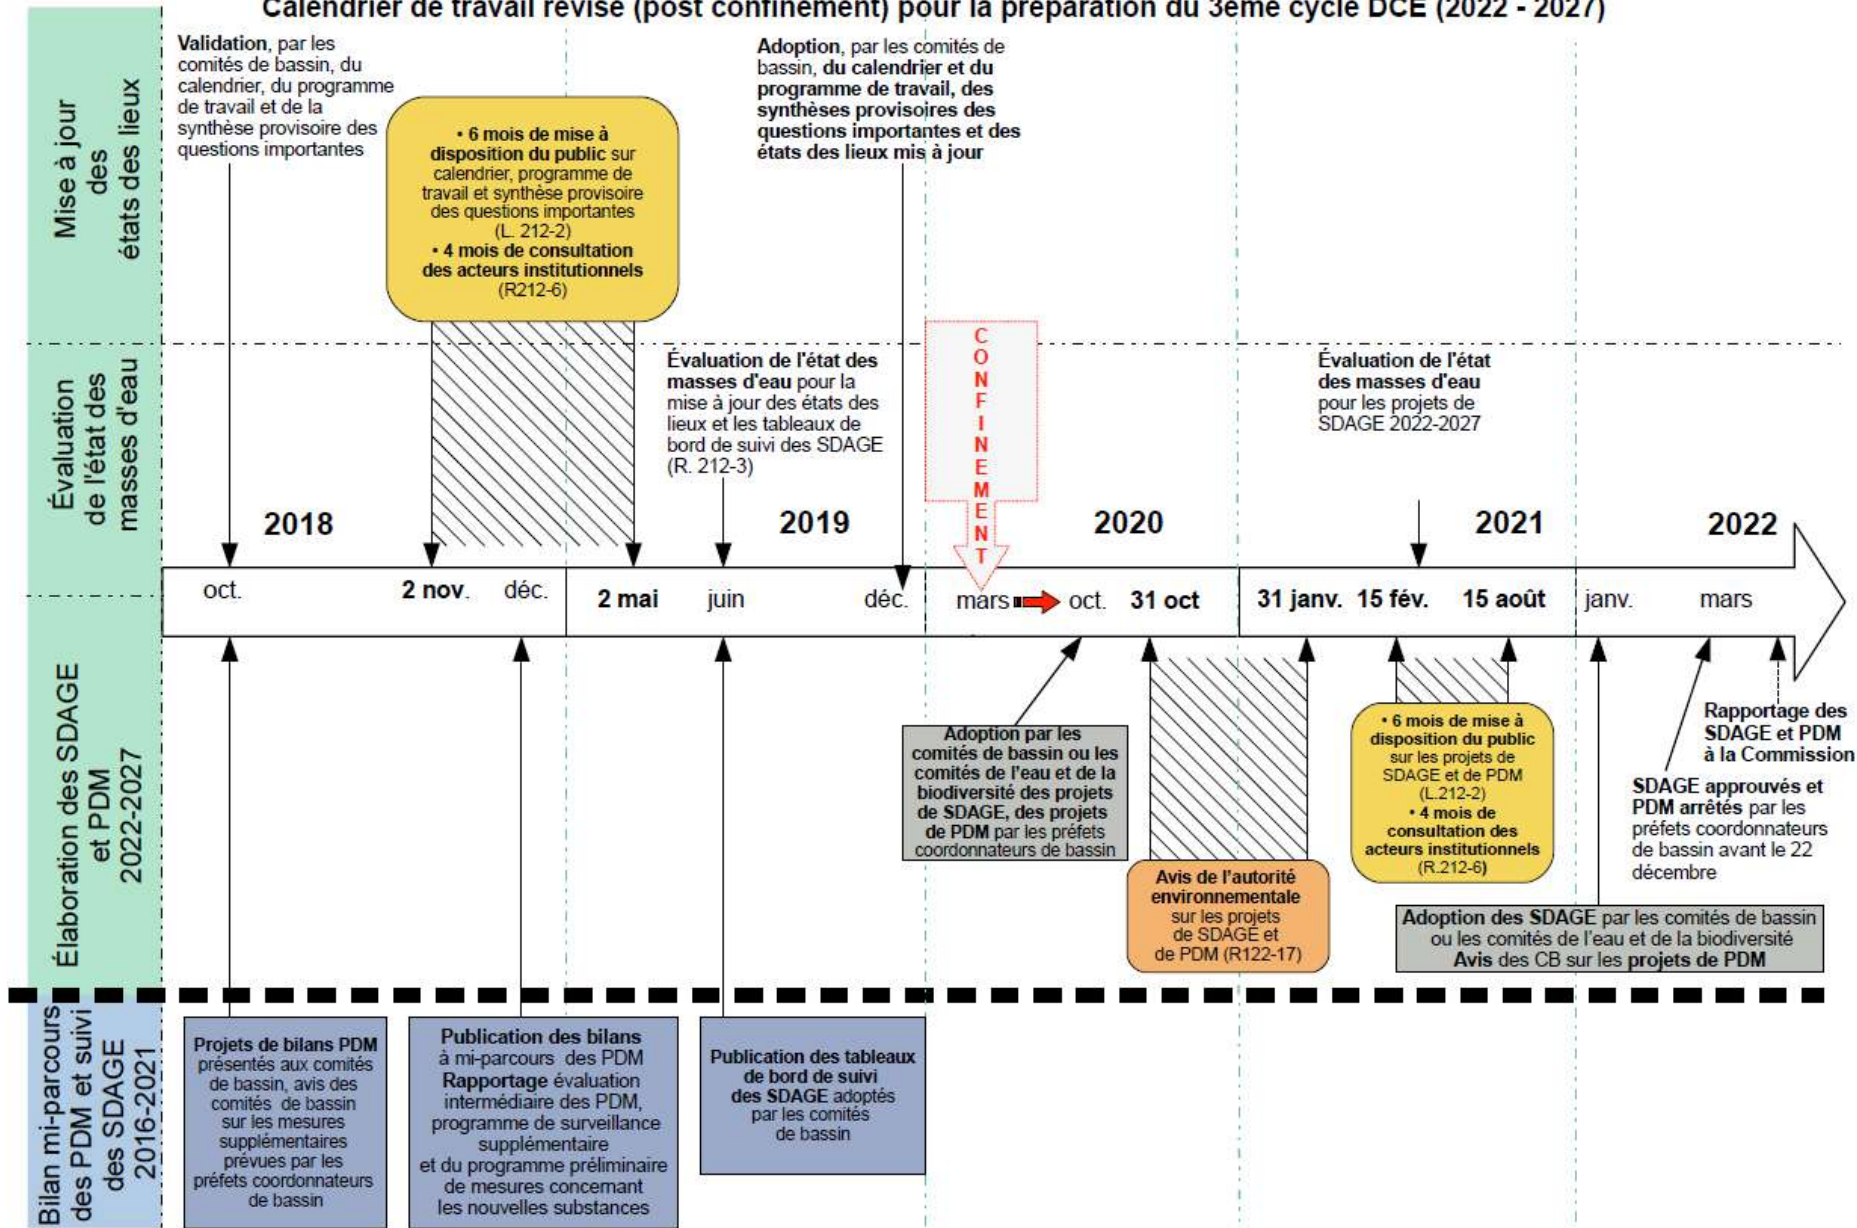 Calendrier de travail révisé (post confinement) pour la préparation du 3ème cycle DCE (2022 - 2027)
Mise à jour
des
états des lieux
Validation, par les
comités de bassin, du
calendrier, du programme
de travail et de la
synthèse provisoire des
questions importantes
• 6 mois de mise à
disposition du public sur
calendrier, programme de
travail et synthèse provisoire
des questions importantes
(L. 212-2)
• 4 mois de consultation
des acteurs institutionnels
(R212-6)
Adoption, par les comités de
bassin, du calendrier et du
programme de travail, des
synthèses provisoires des
questions importantes et des
états des lieux mis à jour
Évaluation
de l'état des
masses d'eau
Évaluation de l'état des
masses d'eau pour la
mise à jour des états des
lieux et les tableaux de
bord de suivi des SDAGE
(R. 212-3)
C
O
N
F
I
N
E
M
E
N
T
Évaluation de l'état
des masses d'eau
pour les projets de
SDAGE 2022-2027
2018
2019
2020
2021
2022
oct.
2 nov.
déc.
2 mai
juin
déc.
mars
oct.
31 oct
31 janv.
15 fév.
15 août
janv.
mars
Élaboration des SDAGE
et PDM
2022-2027
Adoption par les
comités de bassin ou les
comités de l'eau et de la
biodiversité des projets
de SDAGE, des projets
de PDM par les préfets
coordonnateurs de bassin
Avis de l'autorité
environnementale
sur les projets
de SDAGE et
de PDM (R122-17)
• 6 mois de mise à
disposition du public
sur les projets de
SDAGE et de PDM
(L.212-2)
• 4 mois de
consultation des
acteurs institutionnels
(R.212-6)
Rapportage des
SDAGE et PDM
à la Commission
SDAGE approuvés et
PDM arrêtés par les
préfets coordonnateurs
de bassin avant le 22
décembre
Adoption des SDAGE par les comités de bassin
ou les comités de l'eau et de la biodiversité
Avis des CB sur les projets de PDM
Bilan mi-parcours
des PDM et suivi
des SDAGE
2016-2021
Projets de bilans PDM
présentés aux comités
de bassin, avis des
comités de bassin
sur les mesures
supplémentaires
prévues par les
préfets coordonnateurs
de bassin
Publication des bilans
à mi-parcours des PDM
Rapportage évaluation
intermédiaire des PDM,
programme de surveillance
supplémentaire
et du programme préliminaire
de mesures concernant
les nouvelles substances
Publication des tableaux
de bord de suivi
des SDAGE adoptés
par les comités
de bassin